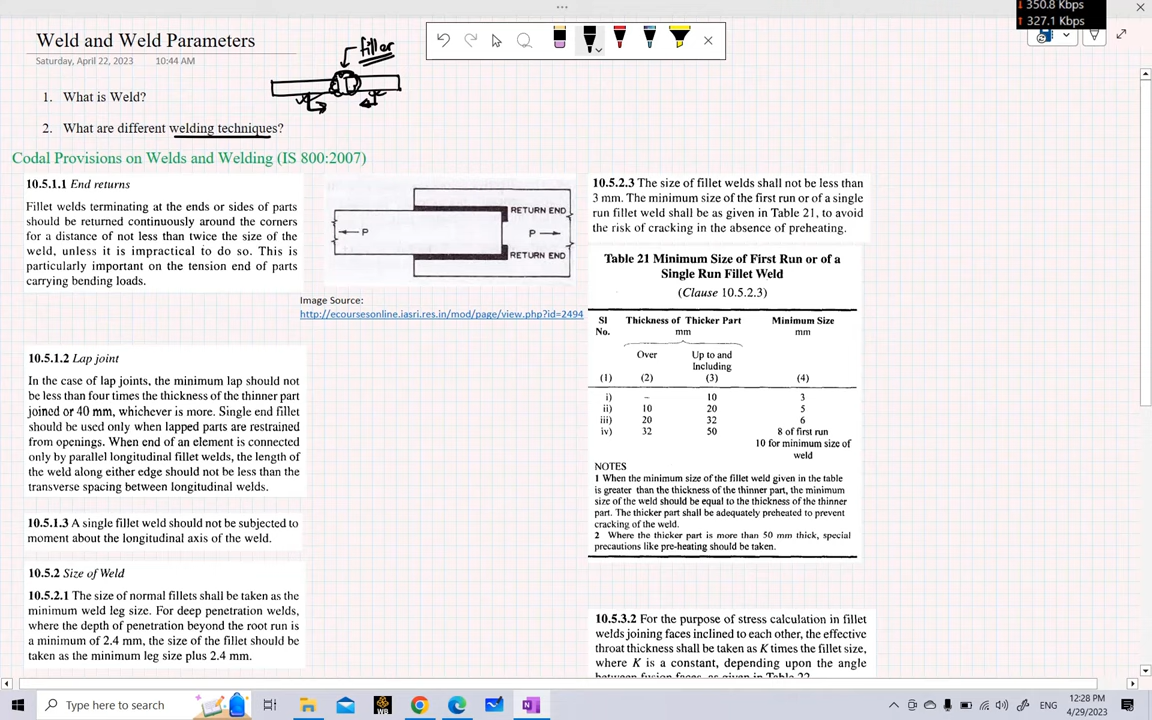 350.8 Kbps
327.1 Kbps
Weld and Weld Parameters
Saturday, April 22, 2023 10:44 AM
filler
1. What is Weld?
2. What are different welding techniques?
Codal Provisions on Welds and Welding (IS 800:2007)
10.5.1.1 End returns
Fillet welds terminating at the ends or sides of parts
should be returned continuously around the corners
for a distance of not less than twice the size of the
weld, unless it is impractical to do so. This is
particularly important on the tension end of parts
carrying bending loads.
RETURN END
P
P
RETURN END
Image Source:
http://ecoursesonline.iasri.res.in/mod/page/view.php?id=2494
10.5.1.2 Lap joint
In the case of lap joints, the minimum lap should not
be less than four times the thickness of the thinner part
joined or 40 mm, whichever is more. Single end fillet
should be used only when lapped parts are restrained
from openings. When end of an element is connected
only by parallel longitudinal fillet welds, the length of
the weld along either edge should not be less than the
transverse spacing between longitudinal welds.
10.5.1.3 A single fillet weld should not be subjected to
moment about the longitudinal axis of the weld.
10.5.2 Size of Weld
10.5.2.1 The size of normal fillets shall be taken as the
minimum weld leg size. For deep penetration welds,
where the depth of penetration beyond the root run is
a minimum of 2.4 mm, the size of the fillet should be
taken as the minimum leg size plus 2.4 mm.
10.5.2.3 The size of fillet welds shall not be less than
3 mm. The minimum size of the first run or of a single
run fillet weld shall be as given in Table 21, to avoid
the risk of cracking in the absence of preheating.
Table 21 Minimum Size of First Run or of a
Single Run Fillet Weld
(Clause 10.5.2.3)
Sl No. Thickness of Thicker Part mm Minimum Size mm
Over Up to and Including
(1) (2) (3) (4)
i) – 10 3
ii) 10 20 5
iii) 20 32 6
iv) 32 50 8 of first run
10 for minimum size of
weld
NOTES
1 When the minimum size of the fillet weld given in the table
is greater than the thickness of the thinner part, the minimum
size of the weld should be equal to the thickness of the thinner
part. The thicker part shall be adequately preheated to prevent
cracking of the weld.
2 Where the thicker part is more than 50 mm thick, special
precautions like pre-heating should be taken.
10.5.3.2 For the purpose of stress calculation in fillet
welds joining faces inclined to each other, the effective
throat thickness shall be taken as K times the fillet size,
where K is a constant, depending upon the angle
between fusion faces, as given in Table 22
Type here to search
WB
N
ENG
12:28 PM
4/29/2023